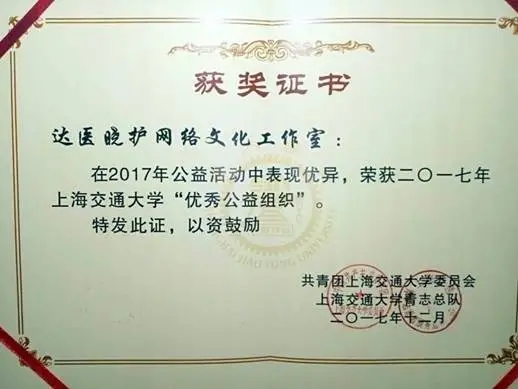 获奖证书
达医晓护网络文化工作室：
在2017年公益活动中表现优异，荣获二〇一七年
上海交通大学“优秀公益组织”。
特发此证，以资鼓励
共青团上海交通大学委员会
上海交通大学青志总队
二〇一七年十二月